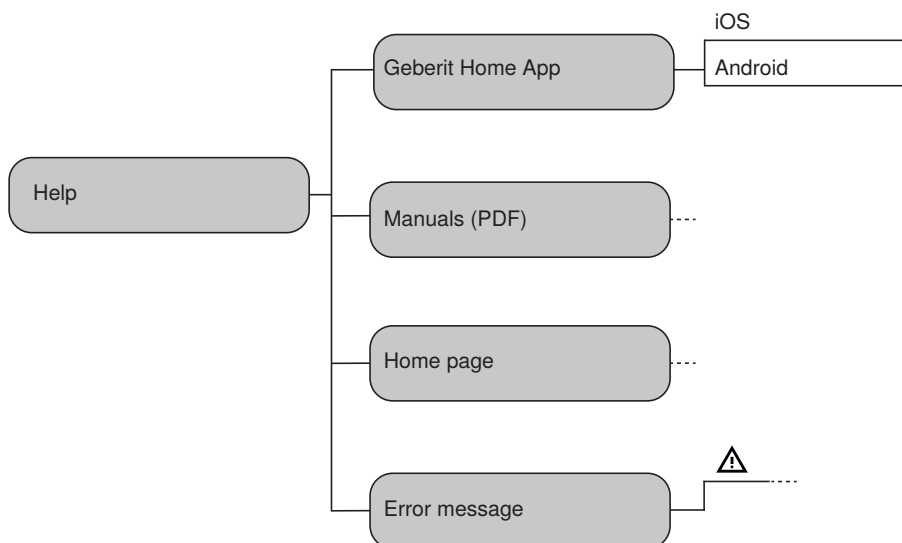 iOS
Geberit Home App
Android
Help
Manuals (PDF)
Home page
Error message